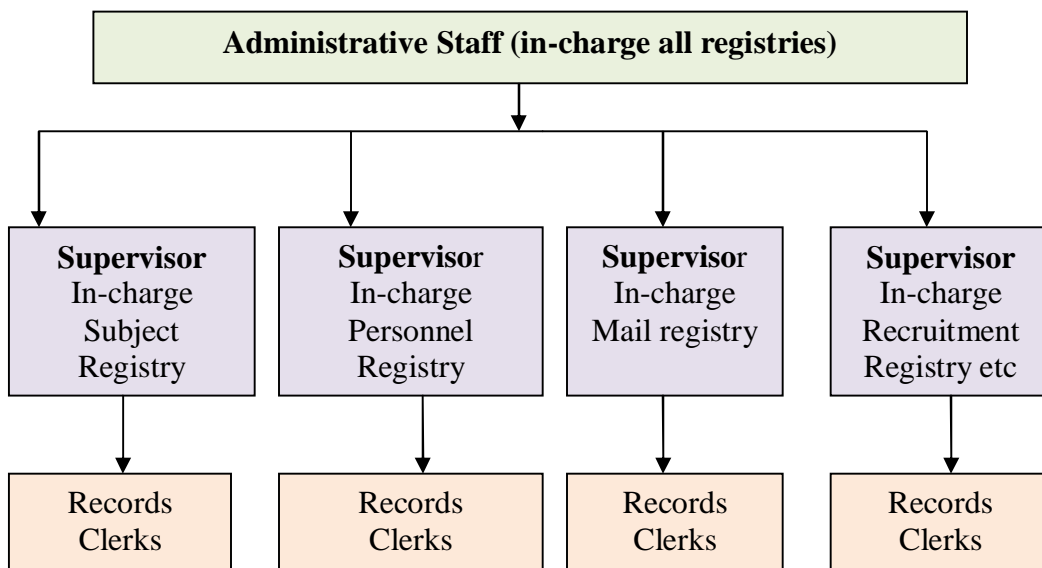 Administrative Staff (in-charge all registries)
Supervisor
In-charge
Subject
Registry
Supervisor
In-charge
Personnel
Registry
Supervisor
In-charge
Mail registry
Supervisor
In-charge
Recruitment
Registry etc
Records
Clerks
Records
Clerks
Records
Clerks
Records
Clerks